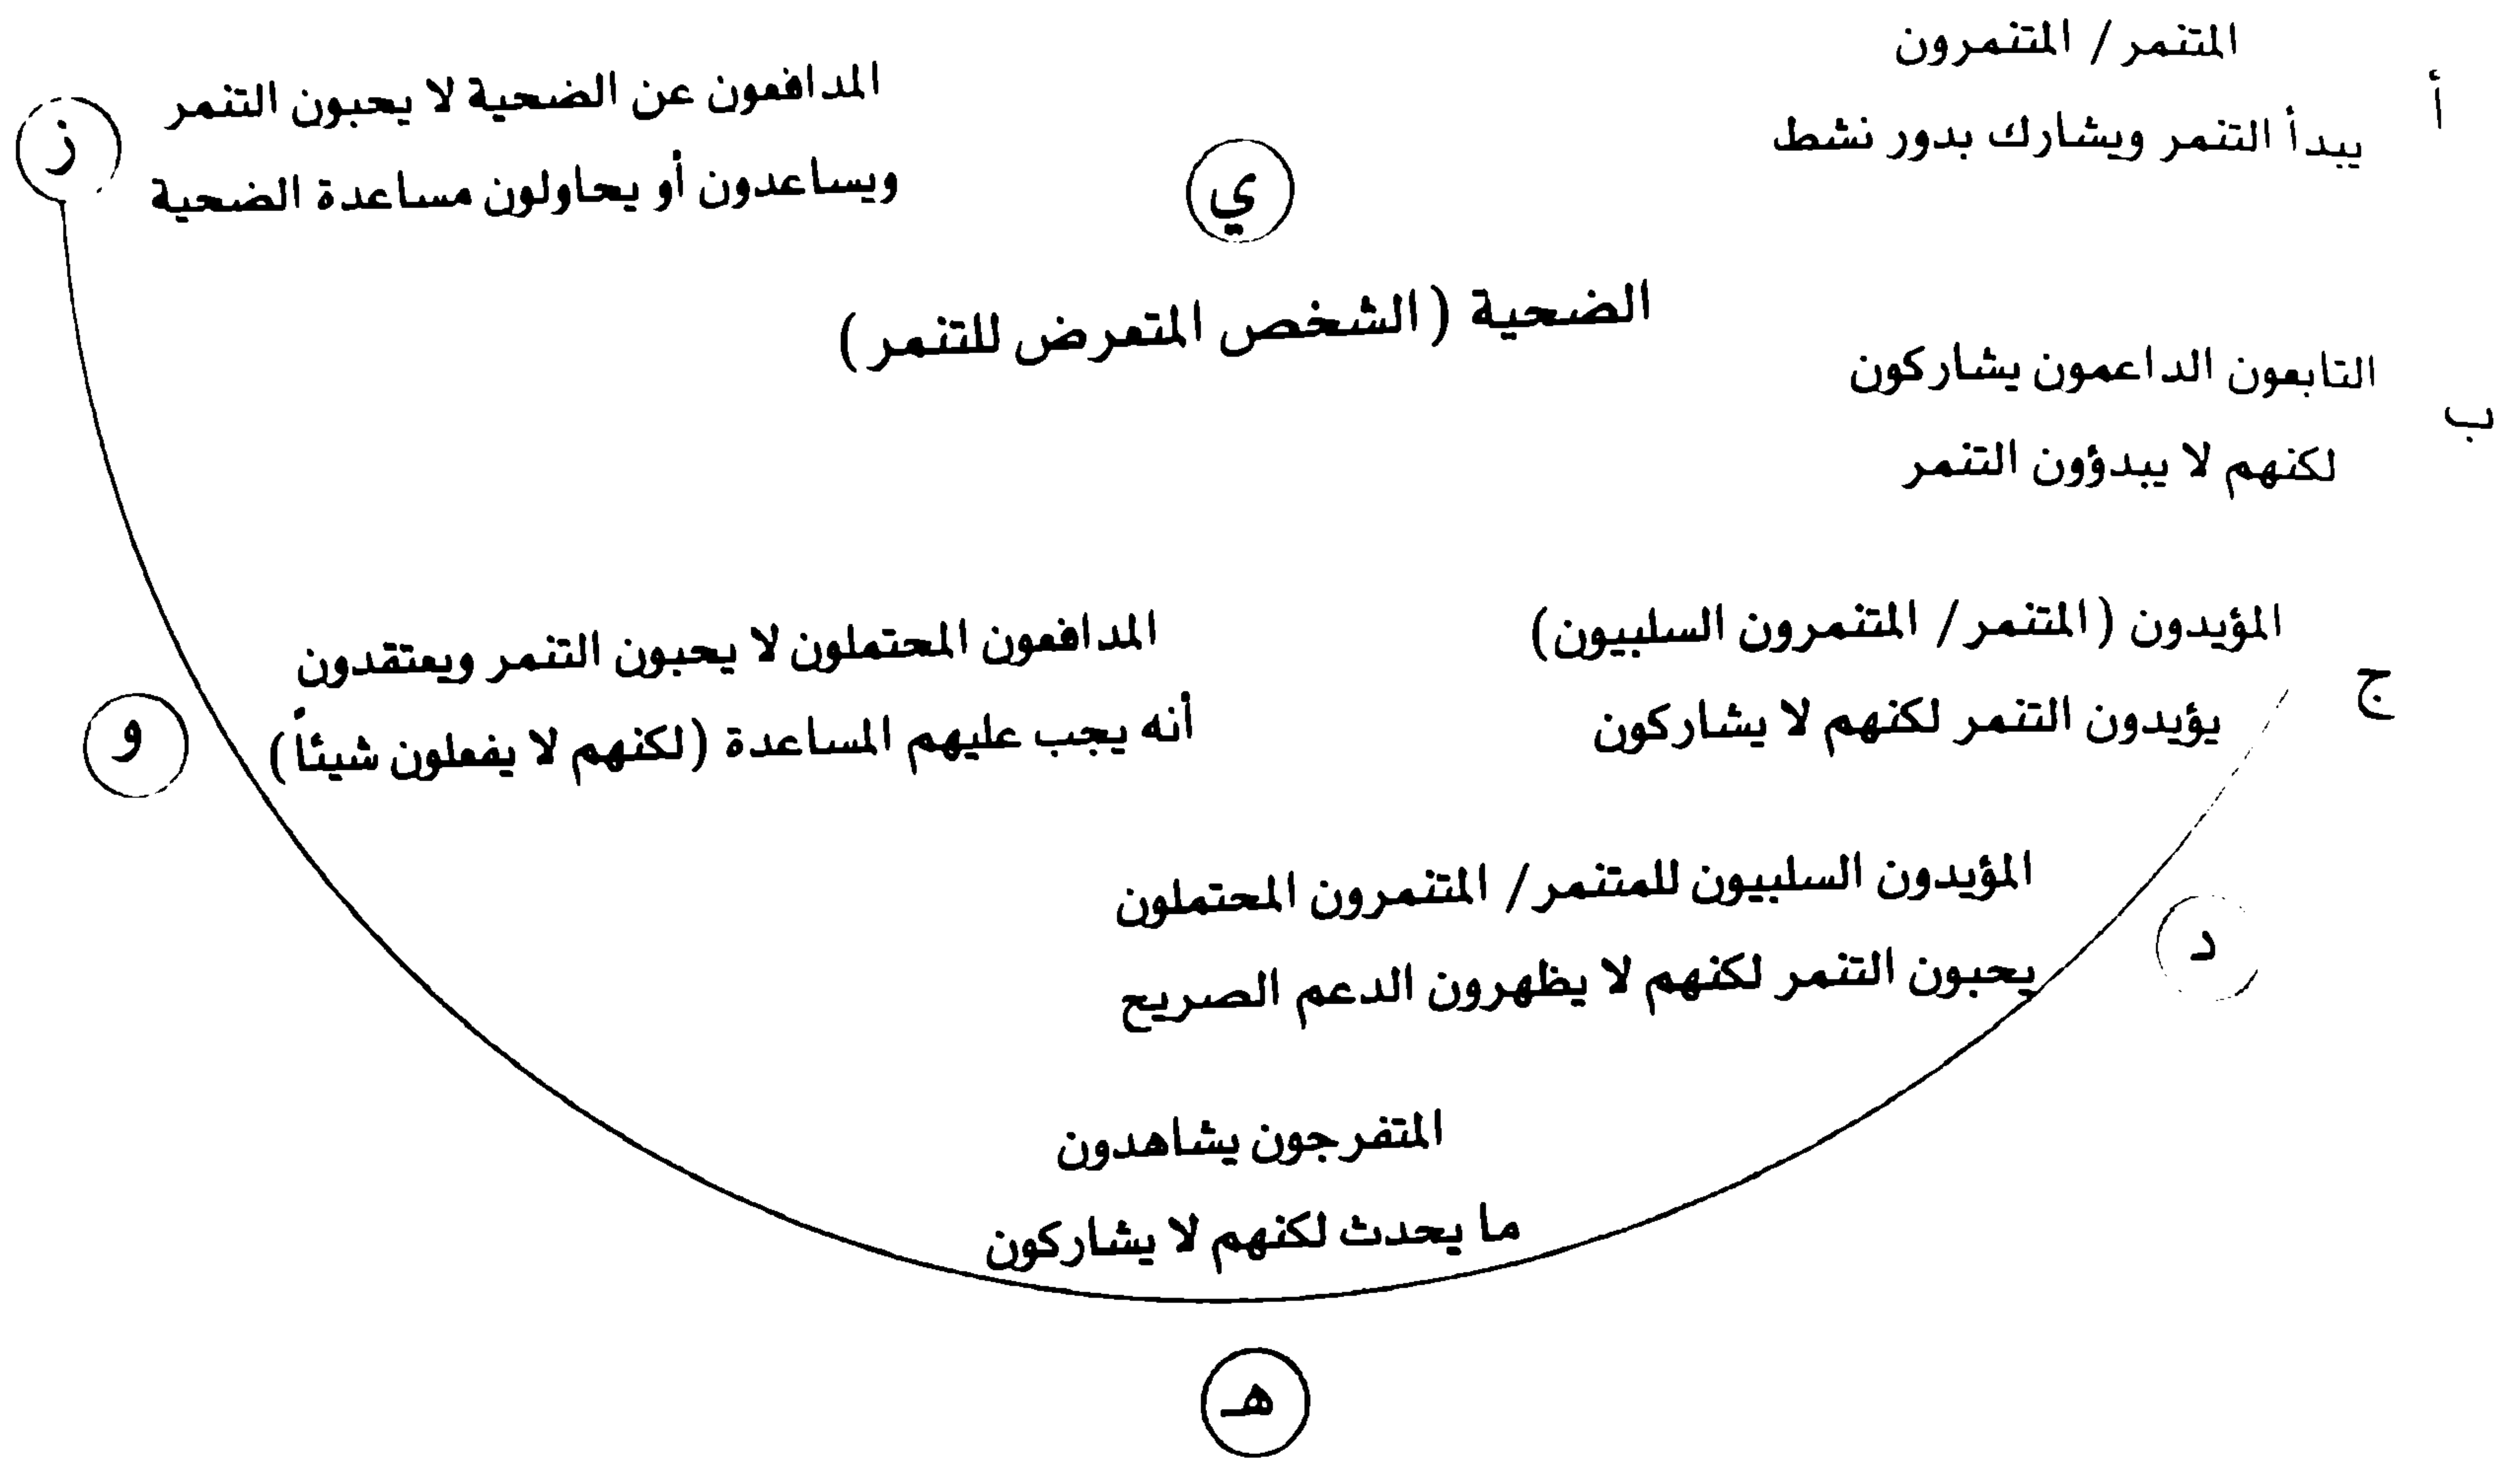 المتنمر / المتنمرون
أ
يبدأ التنمر ويشارك بدور نشط
المدافعون عن الضحية لا يحبون التنمر
ز
ويساعدون أو يحاولون مساعدة الضحية
ي
الضحية (الشخص المتعرض للتنمر)
التابعون الداعمون يشاركون
ب
لكنهم لا يبدؤون التنمر
المؤيدون (المتنمر / المتنمرون السلبيون)
ج
يؤيدون التنمر لكنهم لا يشاركون
المدافعون المحتملون لا يحبون التنمر ويعتقدون
أنه يجب عليهم المساعدة (لكنهم لا يفعلون شيئاً)
و
المؤيدون السلبيون للمتنمر / المتنمرون المحتملون
د
يحبون التنمر لكنهم لا يظهرون الدعم الصريح
المتفرجون يشاهدون
ما يحدث لكنهم لا يشاركون
هـ